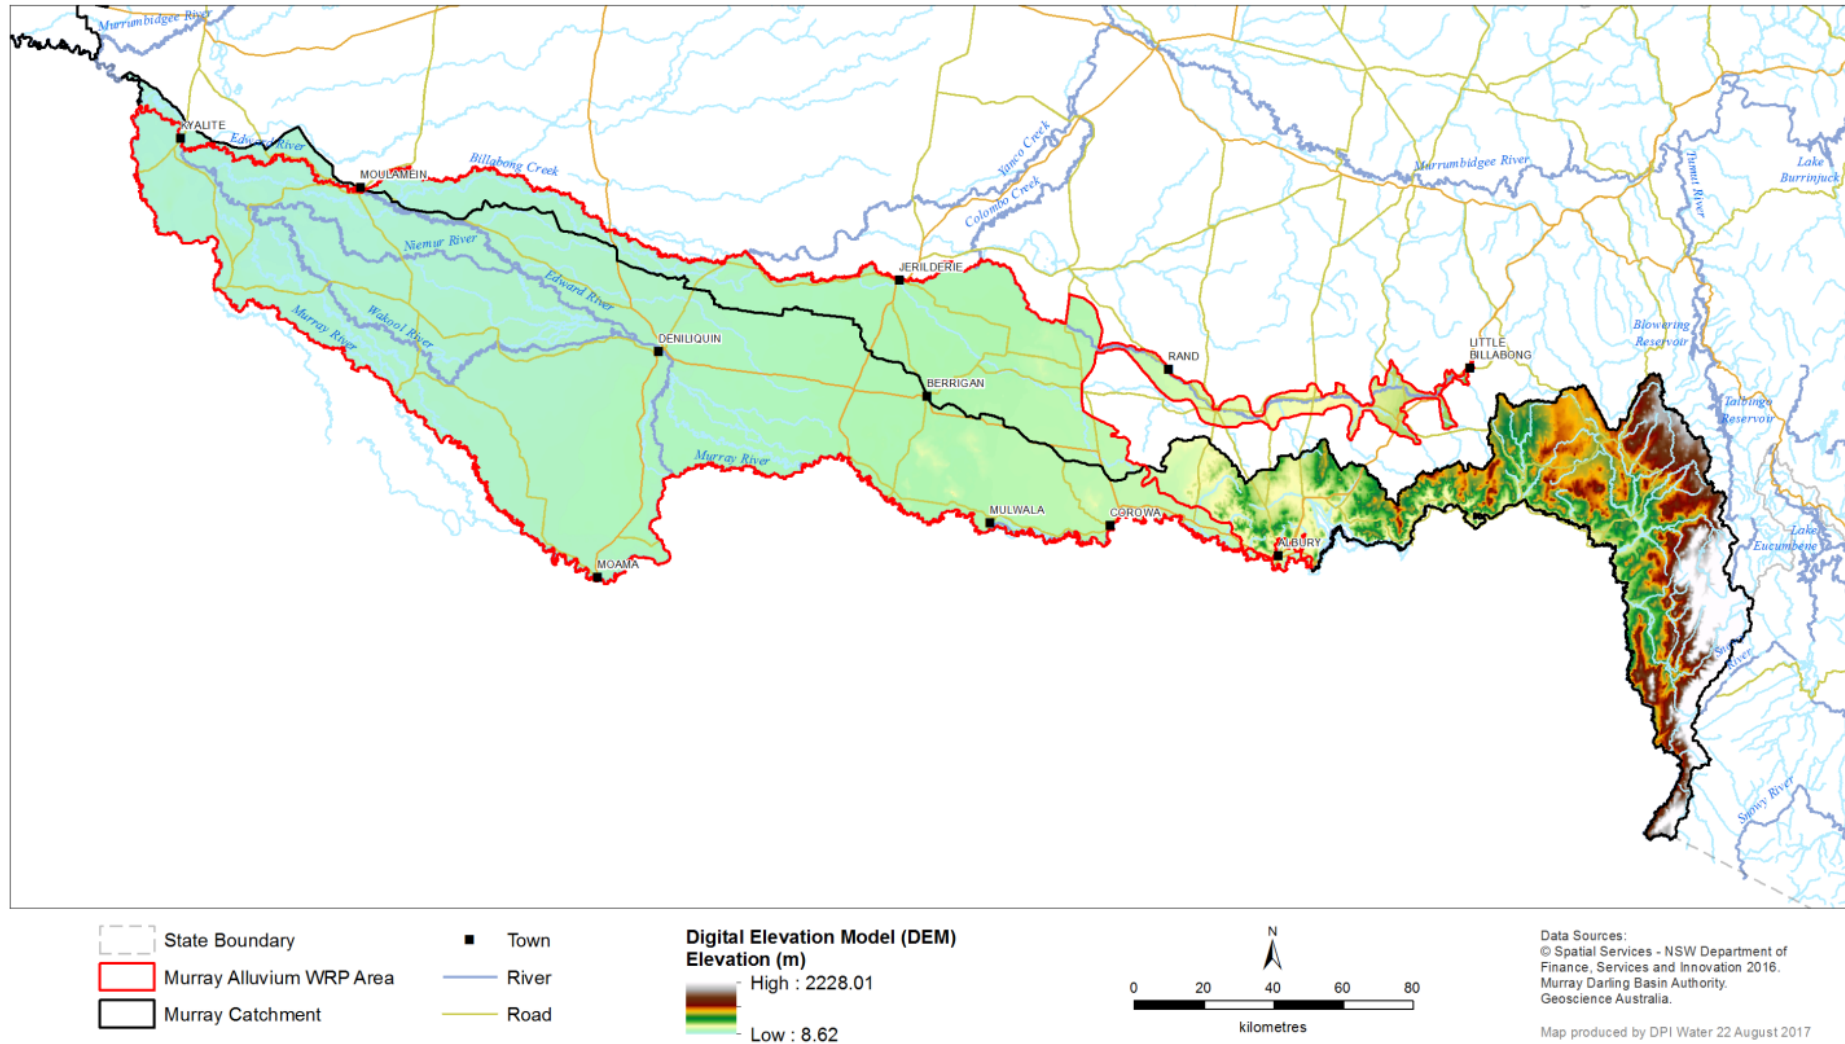 Murrumbidgee River
KYALITE
Edward River
MOULAMEIN
Billabong Creek
Yanco Creek
Colombo Creek
Murrumbidgee River
Tumut River
Lake
Burrinjuck
Niemur River
Edward River
JERILDERIE
Murray River
Wakool River
DENILIQUIN
BERRIGAN
RAND
LITTLE
BILLABONG
Blowering
Reservoir
Talbingo
Reservoir
Murray River
MULWALA
COROWA
ALBURY
MOAMA
Lake
Eucumbene
River
Snowy River
State Boundary
Murray Alluvium WRP Area
Murray Catchment
Town
River
Road
Digital Elevation Model (DEM)
Elevation (m)
High : 2228.01
Low : 8.62
N
0 20 40 60 80
kilometres
Data Sources:
© Spatial Services - NSW Department of
Finance, Services and Innovation 2016.
Murray Darling Basin Authority.
Geoscience Australia.
Map produced by DPI Water 22 August 2017